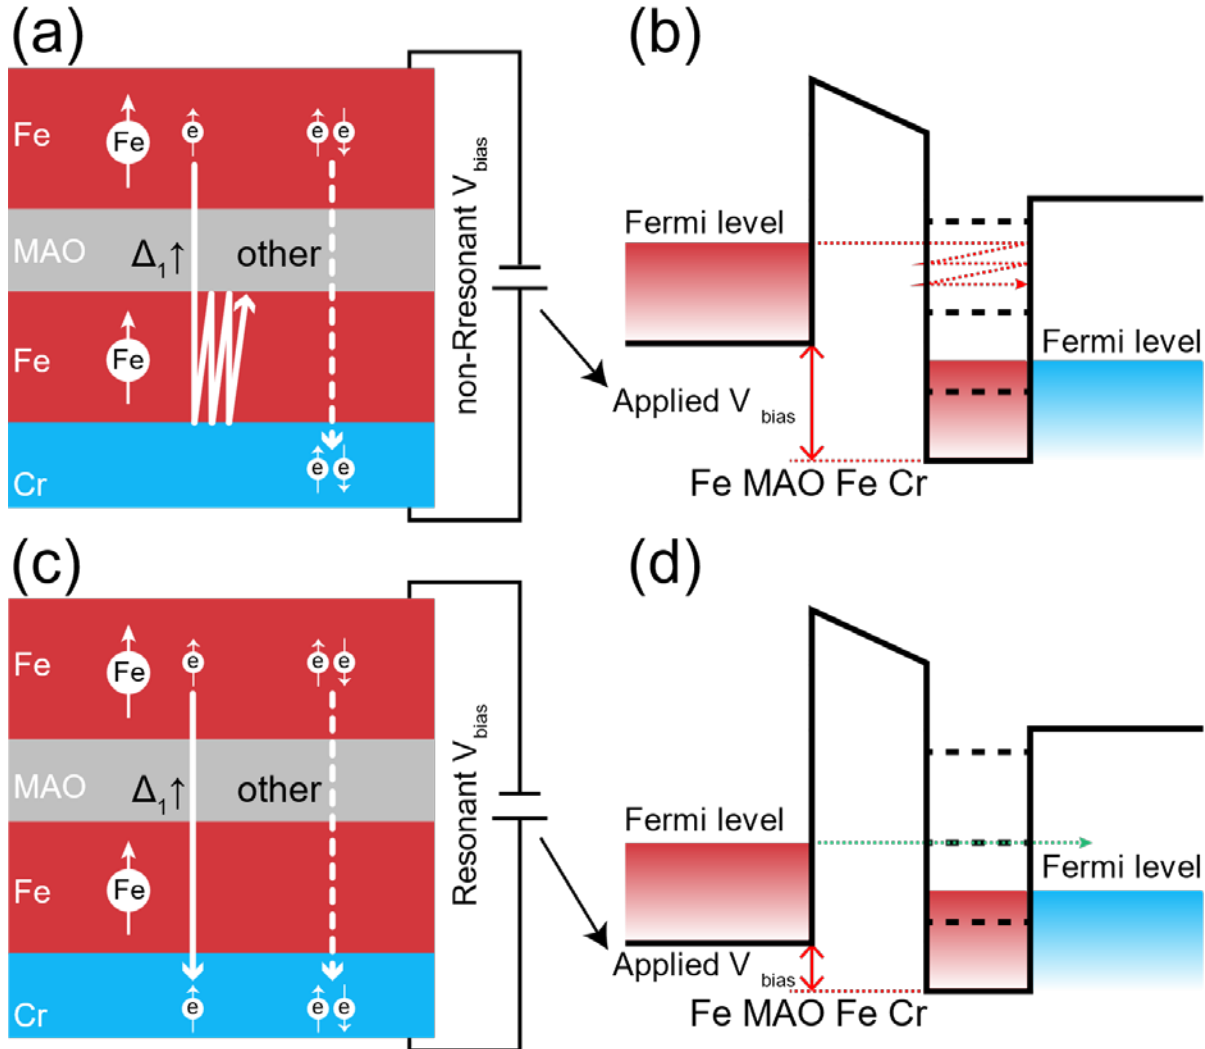 (a)
Fe
Fe
e
e e
MAO
Δ1↑
other
Fe
Fe
Cr
e e
non-Rresonant Vbias
(b)
Fermi level
Fermi level
Applied V bias
Fe MAO Fe Cr
(c)
Fe
Fe
e
e e
MAO
Δ1↑
other
Fe
Fe
Cr
e
e e
Resonant Vbias
(d)
Fermi level
Fermi level
Applied V bias
Fe MAO Fe Cr